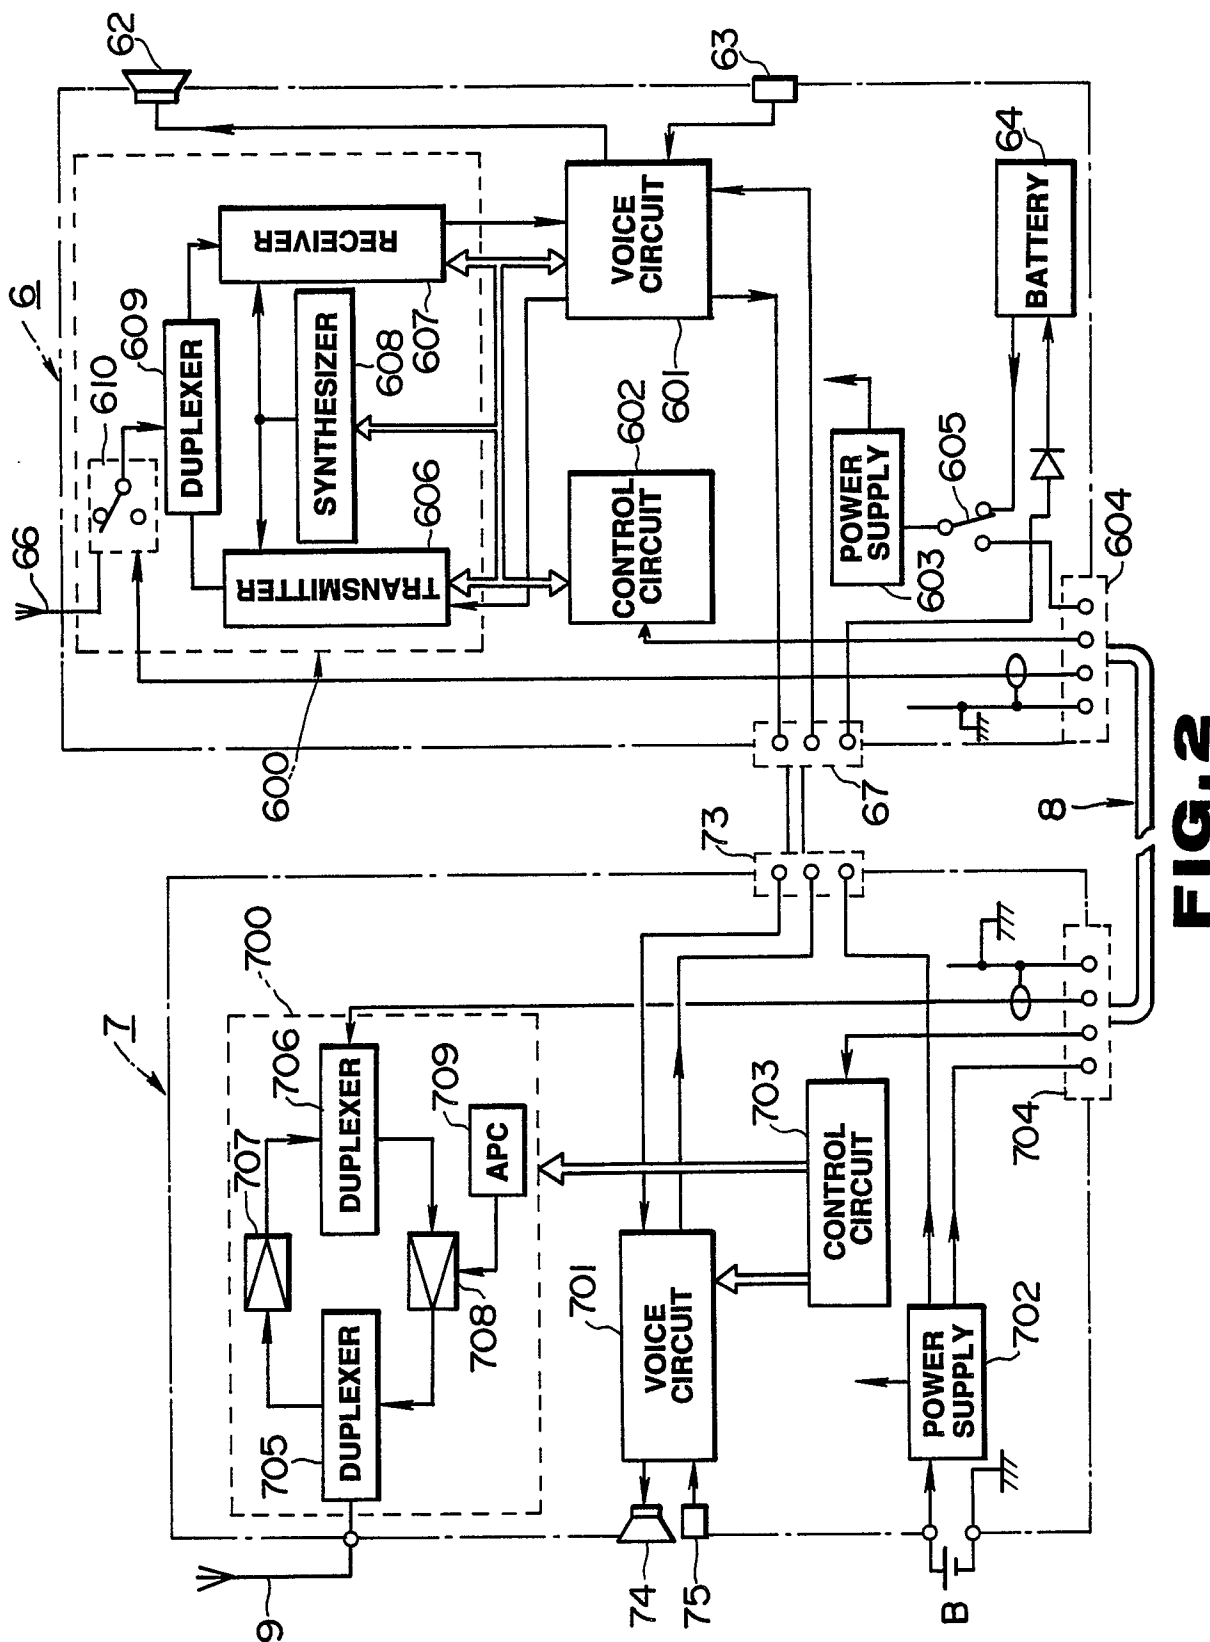 6
62
63
64
66
600
610
609
DUPLEXER
RECEIVER
607
SYNTHESIZER
608
TRANSMITTER
606
VOICE
CIRCUIT
601
CONTROL
CIRCUIT
602
POWER
SUPPLY
603
605
BATTERY
604
67
73
8
7
700
DUPLEXER
706
707
709
APC
DUPLEXER
705
708
VOICE
CIRCUIT
701
CONTROL
CIRCUIT
703
704
POWER
SUPPLY
702
74
75
9
B
FIG.2